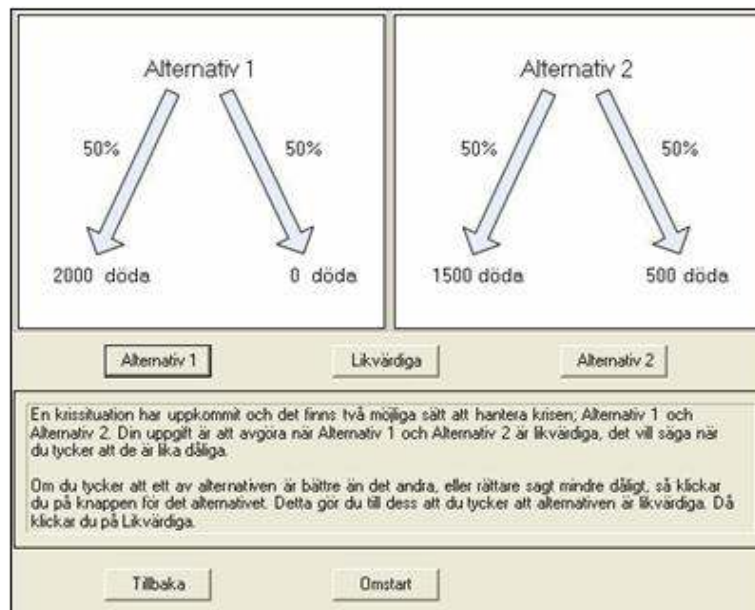 Alternativ 1
50%
50%
2000 döda
0 döda
Alternativ 2
50%
50%
1500 döda
500 döda
Alternativ 1
Likvärdiga
Alternativ 2
En krissituation har uppkommit och det finns två möjliga sätt att hantera krisen; Alternativ 1 och
Alternativ 2. Din uppgift är att avgöra när Alternativ 1 och Alternativ 2 är likvärdiga, det vill säga när
du tycker att de är lika dåliga.
Om du tycker att ett av alternativen är bättre än det andra, eller rättare sagt mindre dåligt, så klickar
du på knappen för det alternativet. Detta gör du till dess att du tycker att alternativen är likvärdiga. Då
klickar du på Likvärdiga.
Tillbaka
Omstart